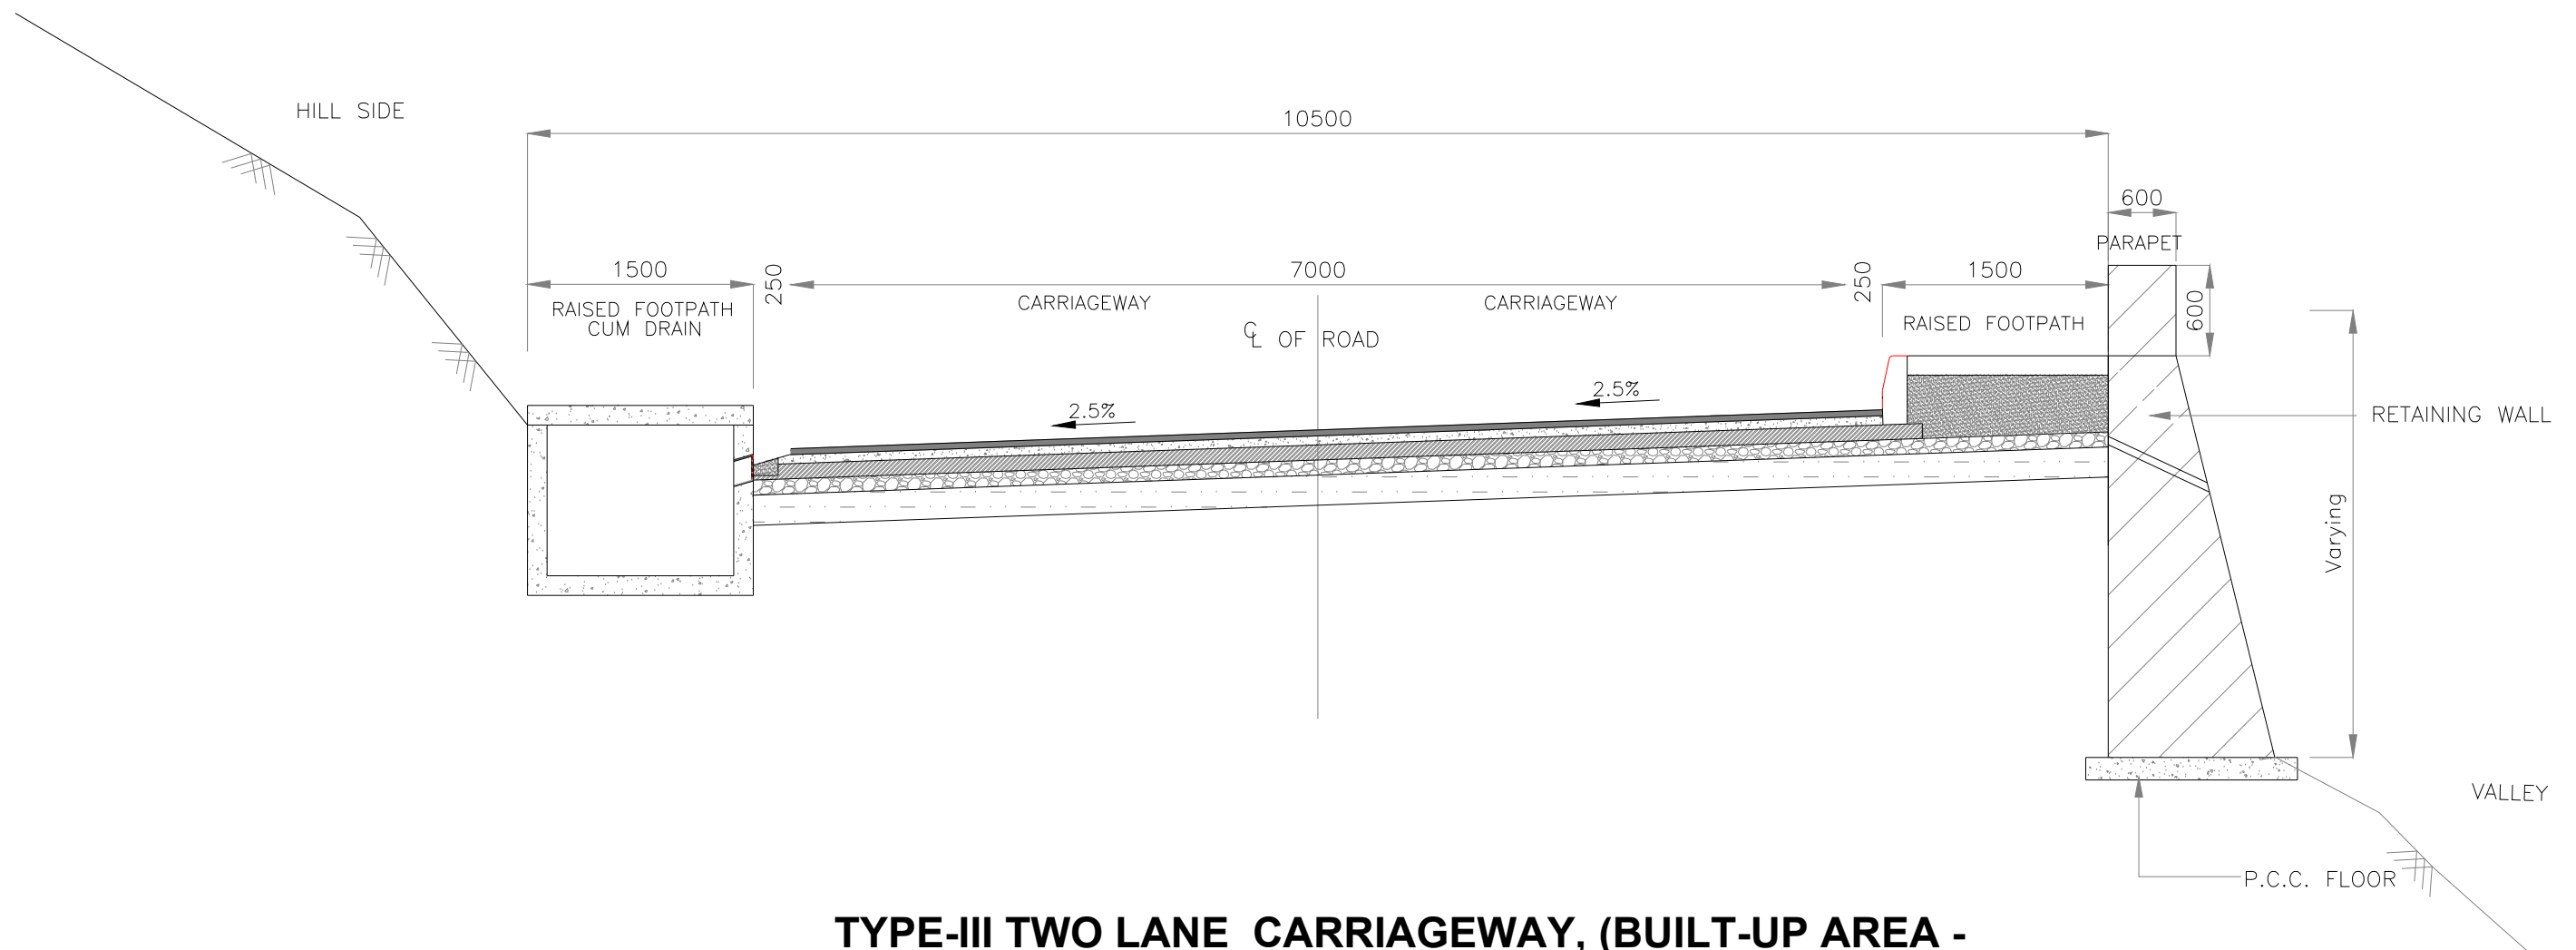 HILL SIDE
10500
600
PARAPET
1500
250
7000
250
1500
600
RAISED FOOTPATH
CUM DRAIN
CARRIAGEWAY
CARRIAGEWAY
RAISED FOOTPATH
℄ OF ROAD
2.5%
2.5%
RETAINING WALL
Varying
VALLEY
P.C.C. FLOOR
TYPE-III TWO LANE CARRIAGEWAY, (BUILT-UP AREA -